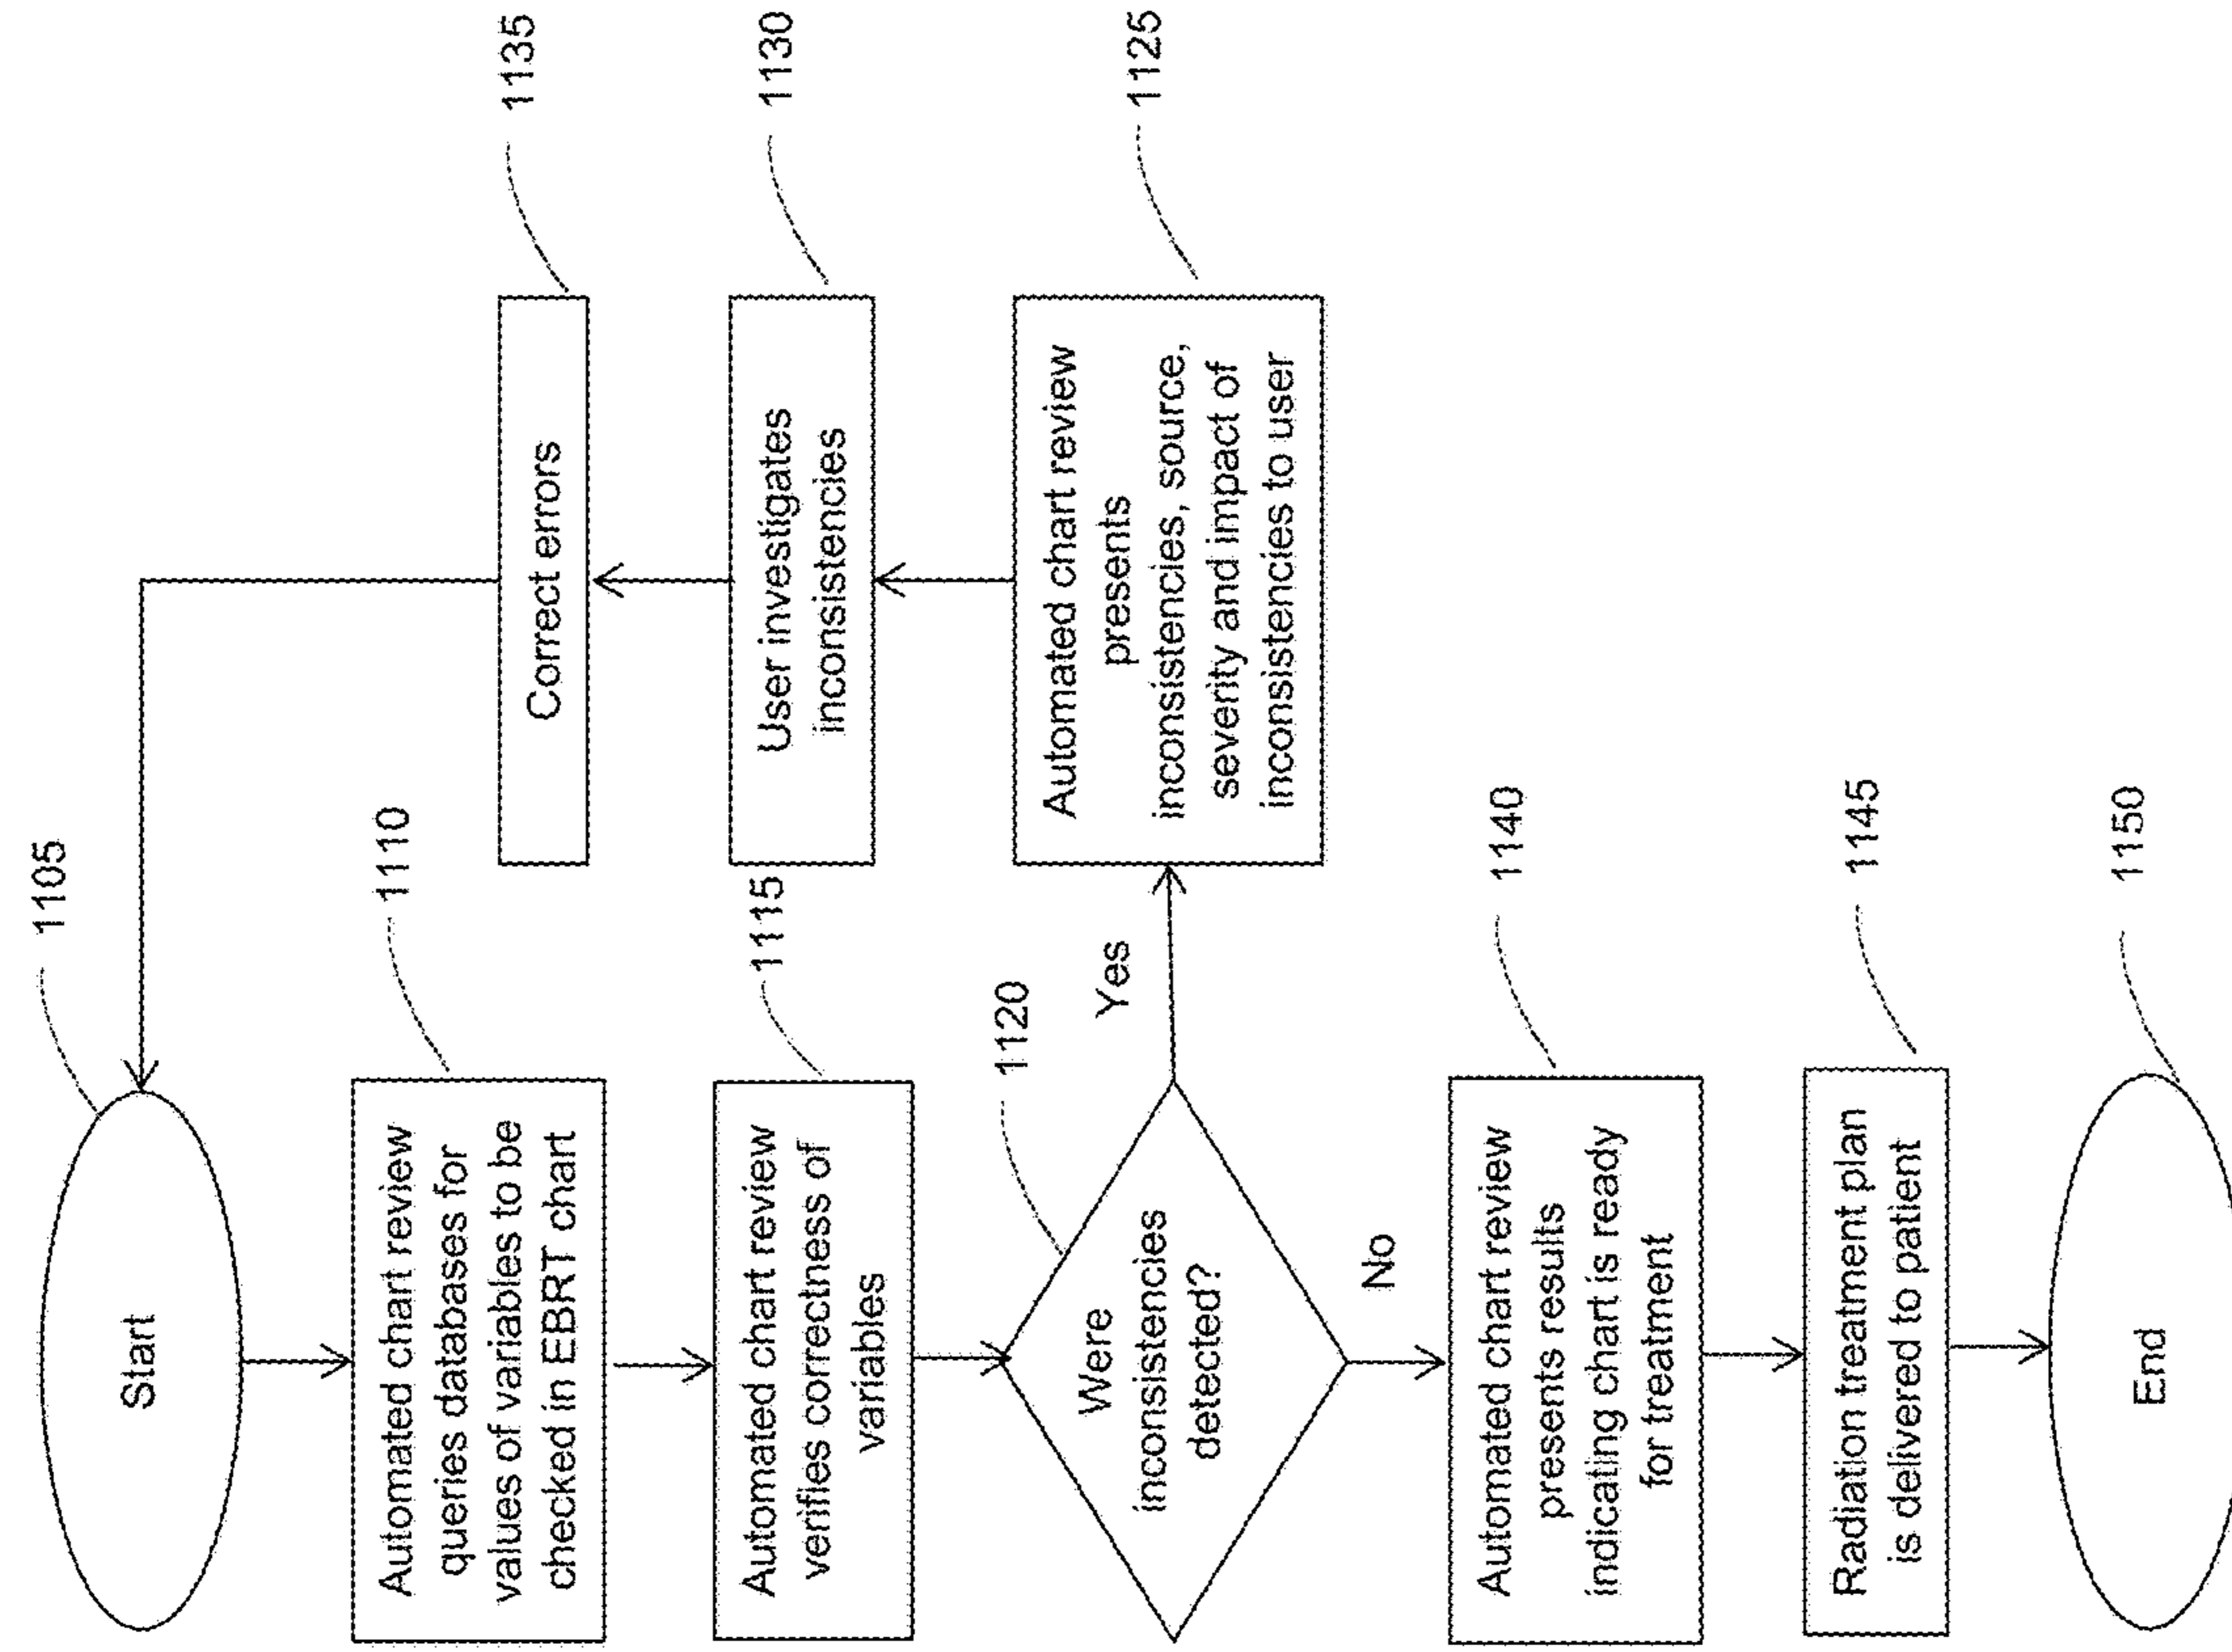 1105
Start
1110
Automated chart review
queries databases for
values of variables to be
checked in EBRT chart
1115
Automated chart review
verifies correctness of
variables
1120
Were
inconsistencies
detected?
Yes
1125
Automated chart review
presents
inconsistencies, source,
severity and impact of
inconsistencies to user
1130
User investigates
inconsistencies
1135
Correct errors
No
1140
Automated chart review
presents results
indicating chart is ready
for treatment
1145
Radiation treatment plan
is delivered to patient
1150
End